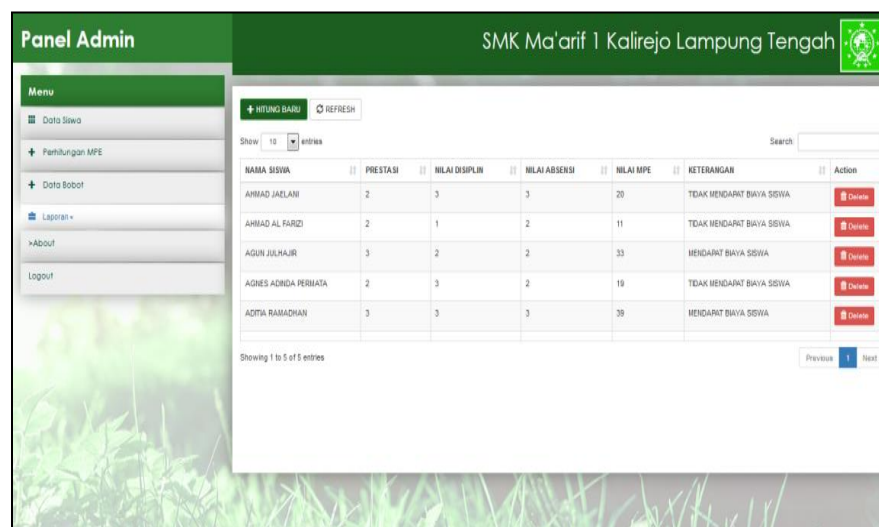 Panel Admin
SMK Ma'arif 1 Kalirejo Lampung Tengah
Menu
Data Siswa
+ Perhitungan MPE
+ Data Bobot
Laporan
>About
Logout
+ HITUNG BARU REFRESH
Show 10 entries
Search:
NAMA SISWA PRESTASI NILAI DISIPLIN NILAI ABSENSI NILAI MPE KETERANGAN Action
AHMAD JAELANI 2 3 3 20 TIDAK MENDAPAT BIAYA SISWA Delete
AHMAD AL FARIZI 2 1 2 11 TIDAK MENDAPAT BIAYA SISWA Delete
AGUN JULHAJIR 3 2 2 33 MENDAPAT BIAYA SISWA Delete
AGNES ADINDA PERMATA 2 3 2 19 TIDAK MENDAPAT BIAYA SISWA Delete
ADITIA RAMADHAN 3 3 3 39 MENDAPAT BIAYA SISWA Delete
Showing 1 to 5 of 5 entries
Previous 1 Next